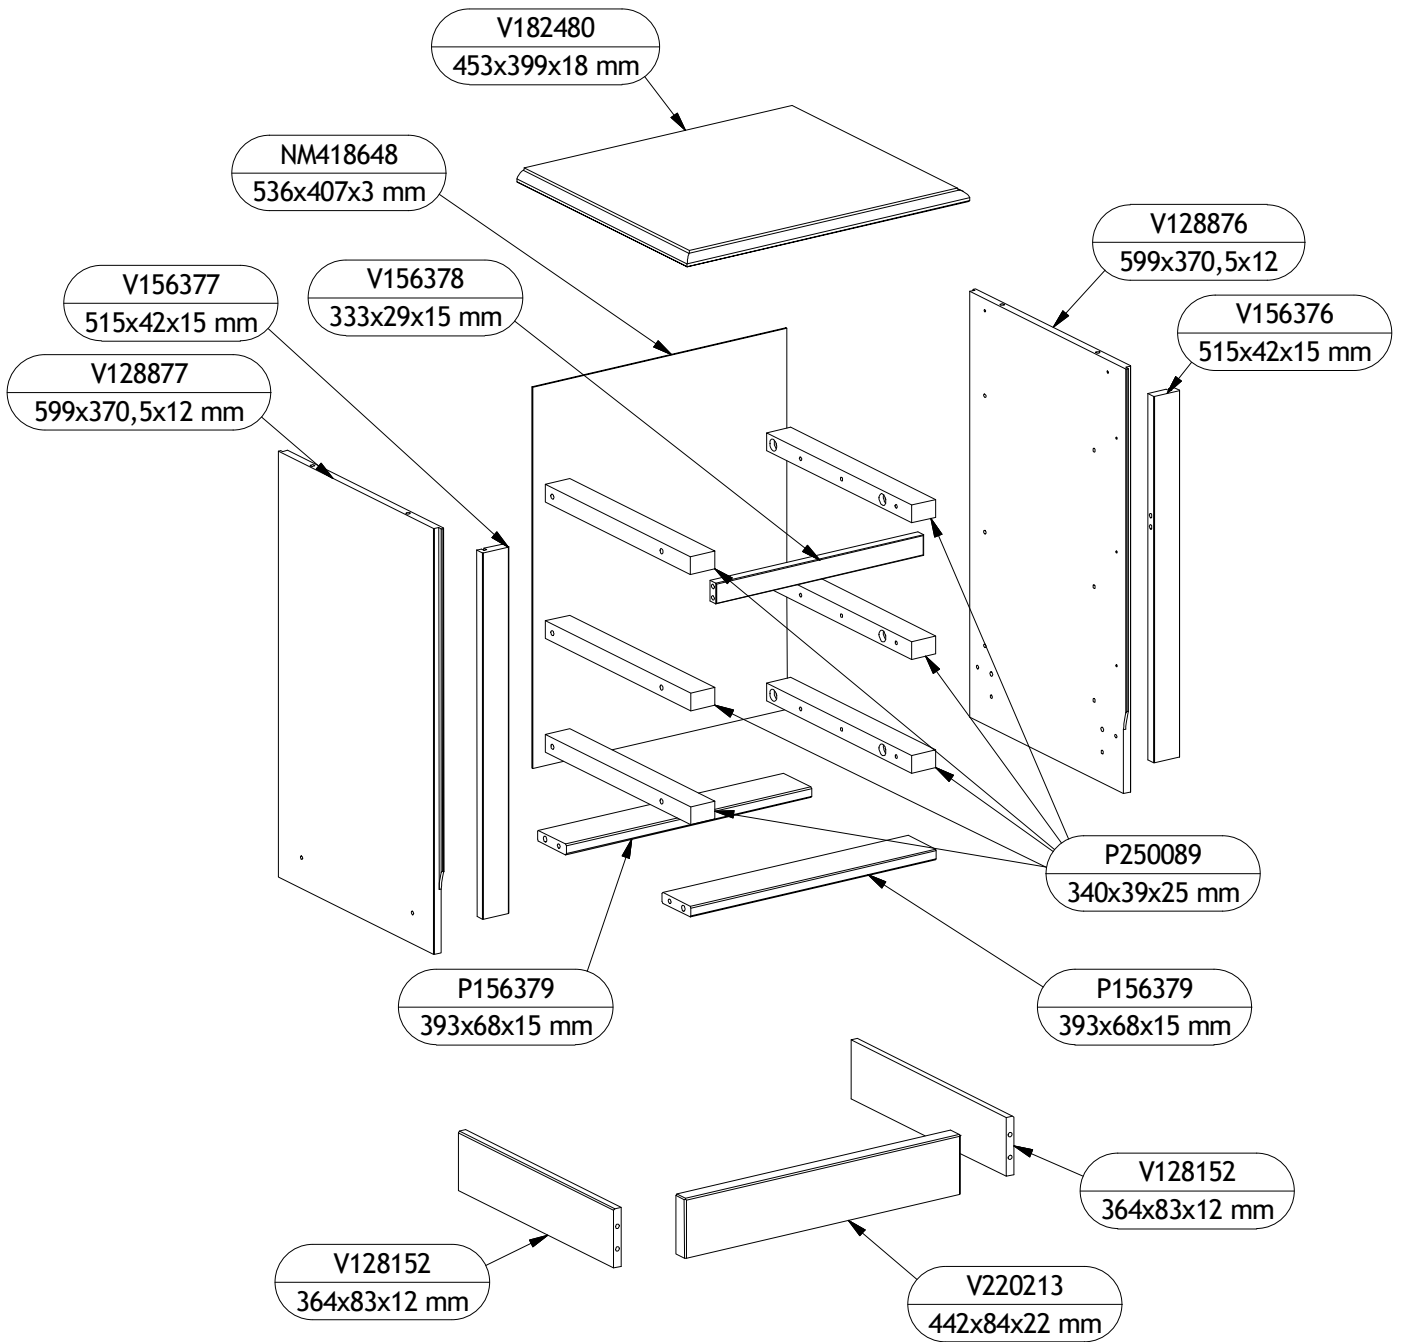 V182480
453x399x18 mm
NM418648
536x407x3 mm
V128876
599x370,5x12
V156377
515x42x15 mm
V156378
333x29x15 mm
V156376
515x42x15 mm
V128877
599x370,5x12 mm
P250089
340x39x25 mm
P156379
393x68x15 mm
P156379
393x68x15 mm
V128152
364x83x12 mm
V128152
364x83x12 mm
V220213
442x84x22 mm